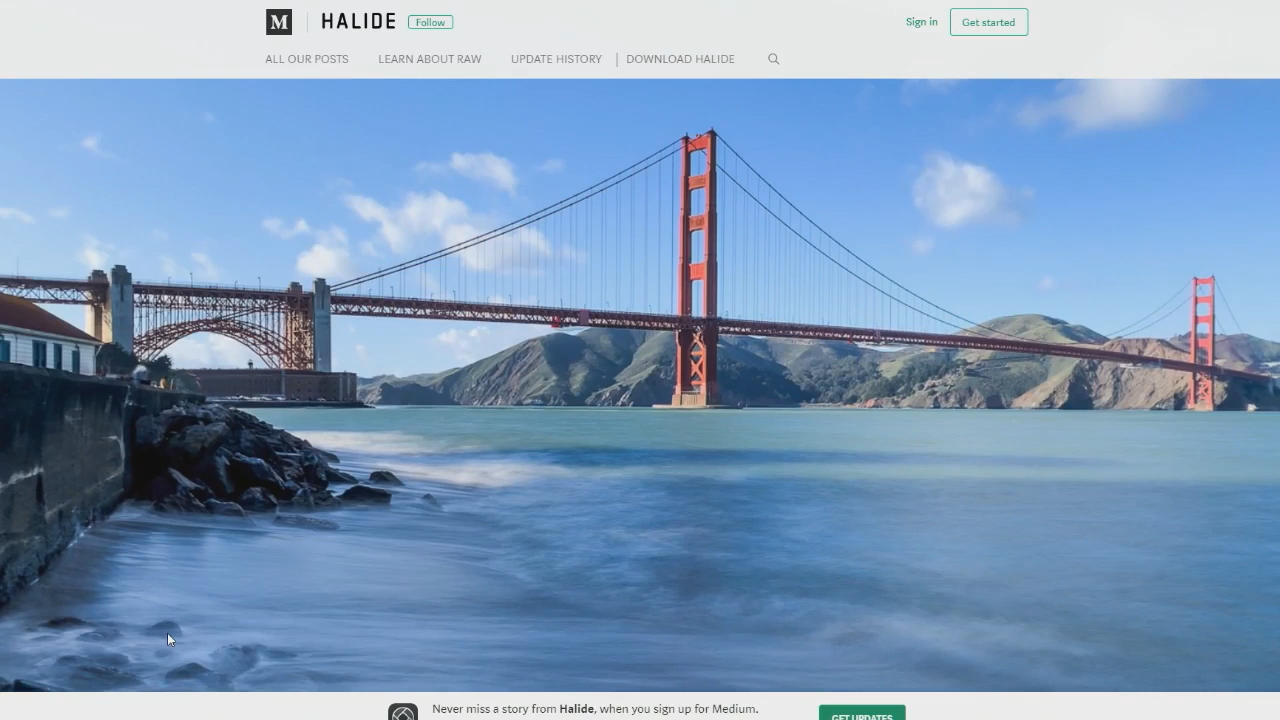 M HALIDE Follow
Sign in Get started
ALL OUR POSTS LEARN ABOUT RAW UPDATE HISTORY DOWNLOAD HALIDE
Never miss a story from Halide, when you sign up for Medium.
GET UPDATES